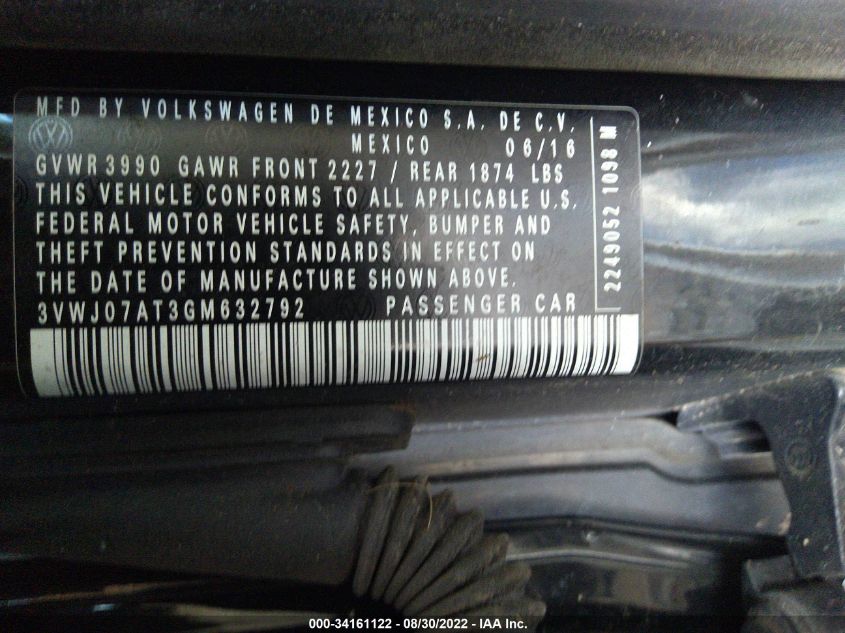 MFD BY VOLKSWAGEN DE MEXICO S.A. DE C.V.
MEXICO 06/16
GVWR 3990 GAWR FRONT 2227 / REAR 1874 LBS
THIS VEHICLE CONFORMS TO ALL APPLICABLE U.S.
FEDERAL MOTOR VEHICLE SAFETY, BUMPER AND
THEFT PREVENTION STANDARDS IN EFFECT ON
THE DATE OF MANUFACTURE SHOWN ABOVE.
3VWJ07AT3GM632792 PASSENGER CAR
2249052 1098 M
000-34161122 - 08/30/2022 - IAA Inc.